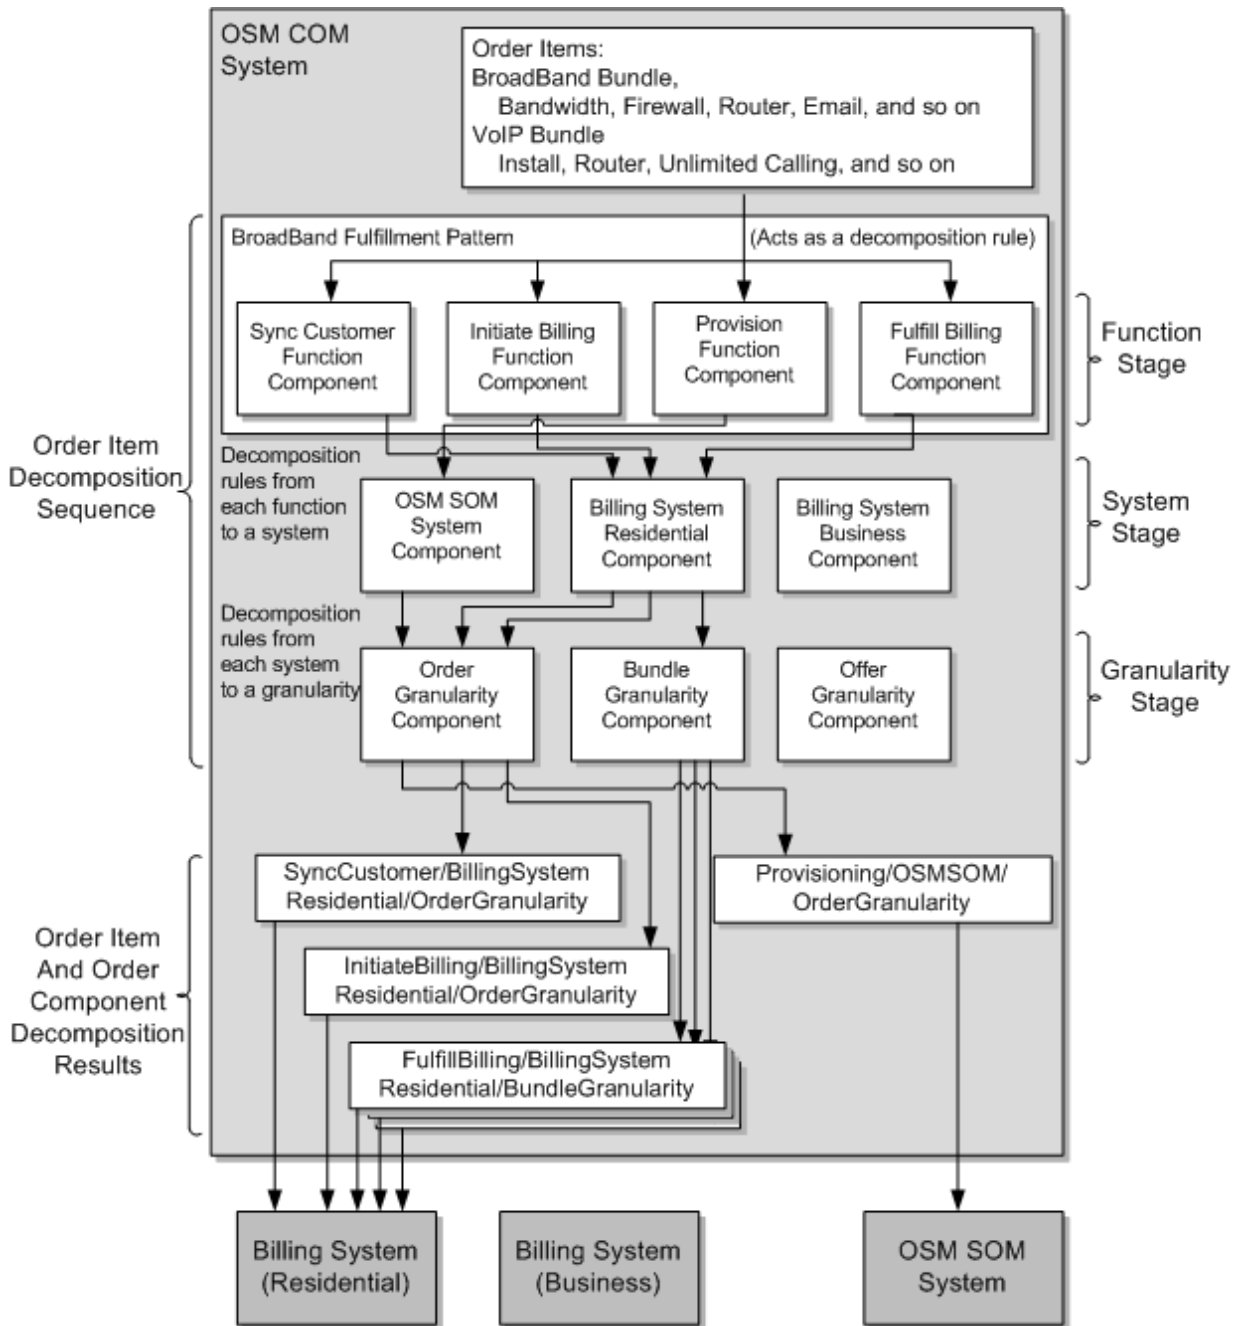 OSM COM
System
Order Items:
BroadBand Bundle,
Bandwidth, Firewall, Router, Email, and so on
VoIP Bundle
Install, Router, Unlimited Calling, and so on
BroadBand Fulfillment Pattern
(Acts as a decomposition rule)
Sync Customer
Function
Component
Initiate Billing
Function
Component
Provision
Function
Component
Fulfill Billing
Function
Component
Function
Stage
Order Item
Decomposition
Sequence
Decomposition
rules from
each function
to a system
OSM SOM
System
Component
Billing System
Residential
Component
Billing System
Business
Component
System
Stage
Decomposition
rules from
each system
to a granularity
Order
Granularity
Component
Bundle
Granularity
Component
Offer
Granularity
Component
Granularity
Stage
Order Item
And Order
Component
Decomposition
Results
SyncCustomer/BillingSystem
Residential/OrderGranularity
Provisioning/OSMSOM/
OrderGranularity
InitiateBilling/BillingSystem
Residential/OrderGranularity
FulfillBilling/BillingSystem
Residential/BundleGranularity
Billing System
(Residential)
Billing System
(Business)
OSM SOM
System